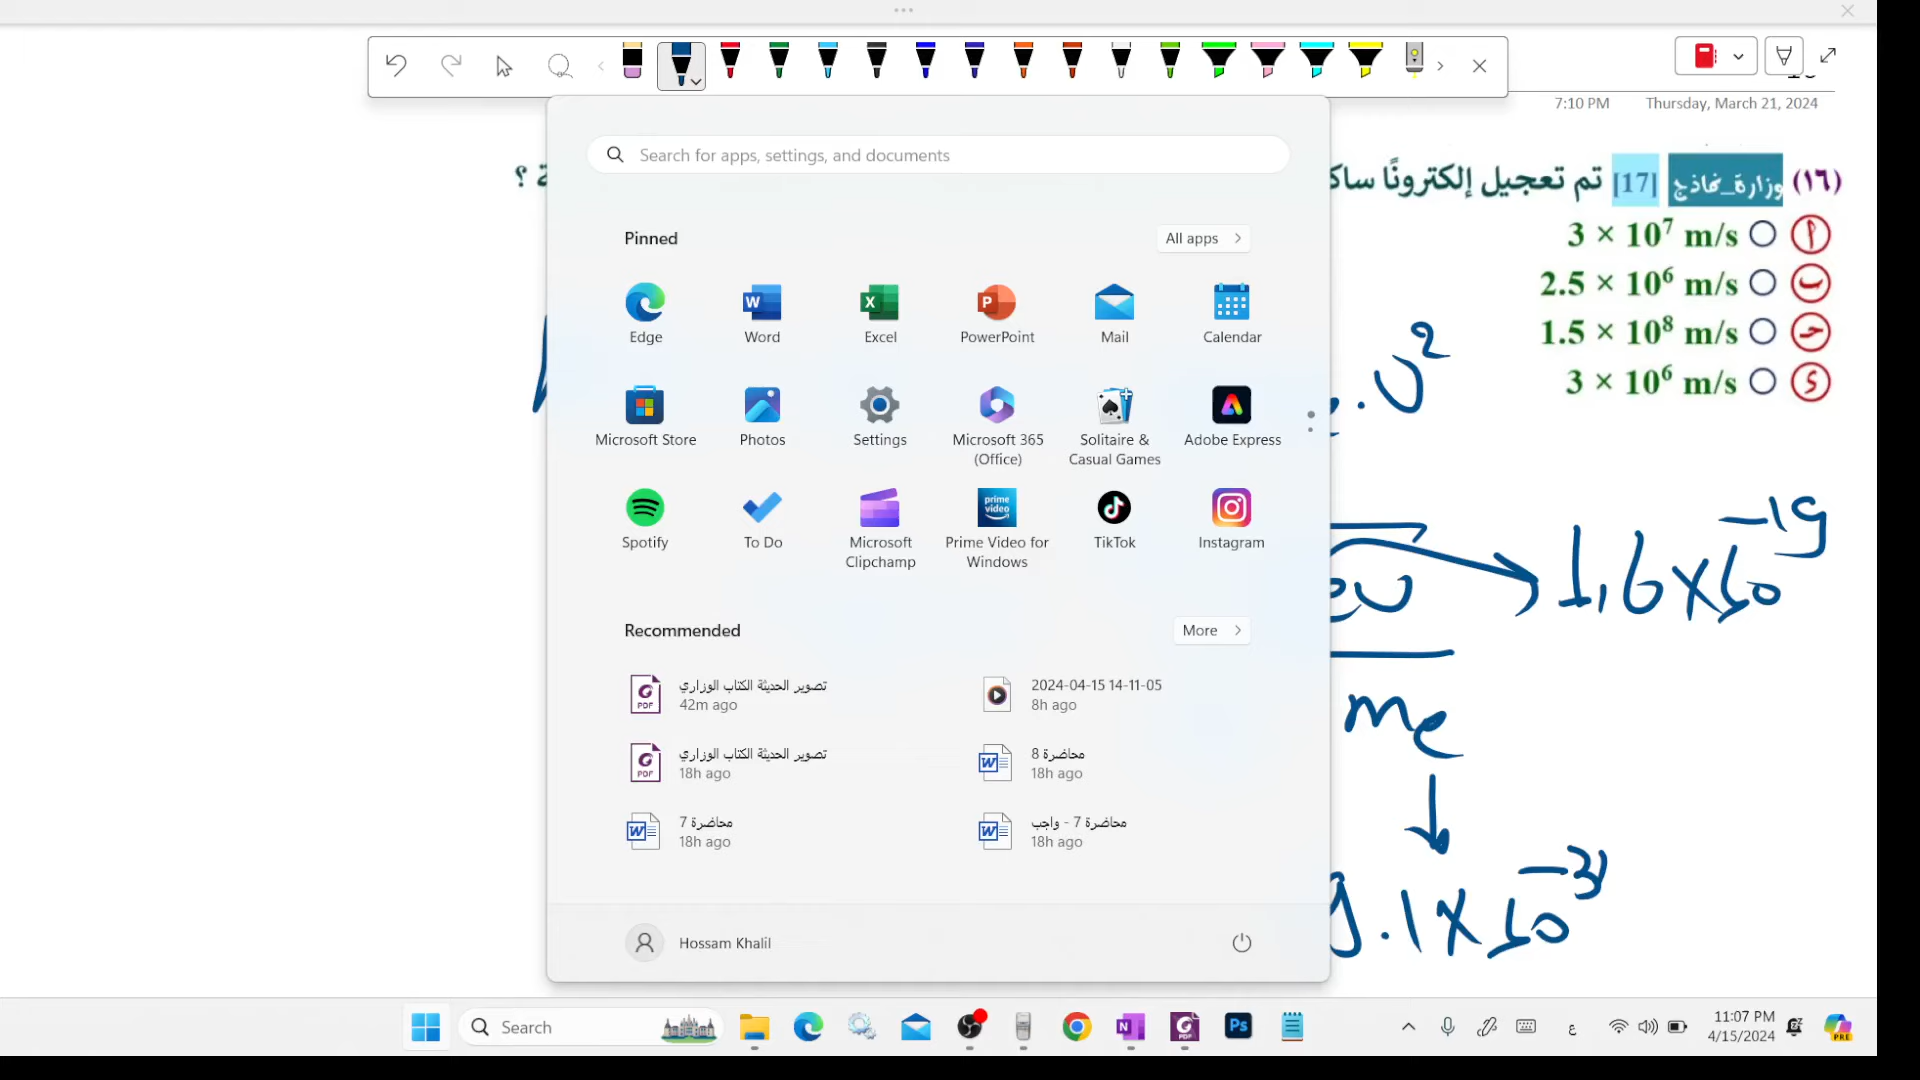 7:10 PM Thursday, March 21, 2024
(١٦) وزارة_نماذج [17] تم تعجيل إلكترونًا ساك
ة ؟
أ 3 × 10⁷ m/s
ب 2.5 × 10⁶ m/s
حـ 1.5 × 10⁸ m/s
5 3 × 10⁶ m/s
Search for apps, settings, and documents
Pinned
All apps
Edge
Word
Excel
PowerPoint
Mail
Calendar
Microsoft Store
Photos
Settings
Microsoft 365
(Office)
Solitaire &
Casual Games
Adobe Express
Spotify
To Do
Microsoft
Clipchamp
Prime Video for
Windows
TikTok
Instagram
Recommended
More
تصوير الحديثة الكتاب الوزاري
42m ago
2024-04-15 14-11-05
8h ago
تصوير الحديثة الكتاب الوزاري
18h ago
محاضرة 8
18h ago
محاضرة 7
18h ago
محاضرة 7 - واجب
18h ago
Hossam Khalil
. υ²
eυ
1,6×10⁻¹⁹
me
9.1×10⁻³¹
Search
ع
11:07 PM
4/15/2024